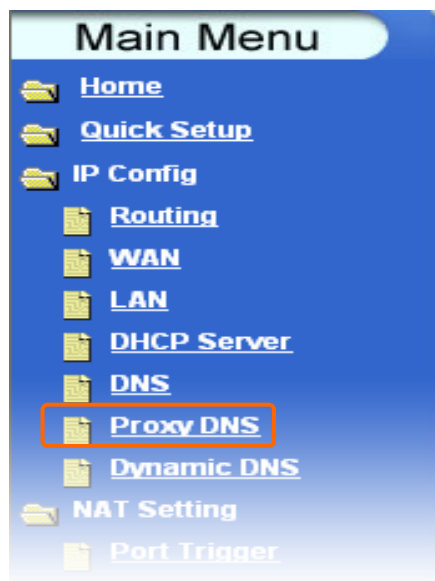 Main Menu
Home
Quick Setup
IP Config
Routing
WAN
LAN
DHCP Server
DNS
Proxy DNS
Dynamic DNS
NAT Setting
Port Trigger